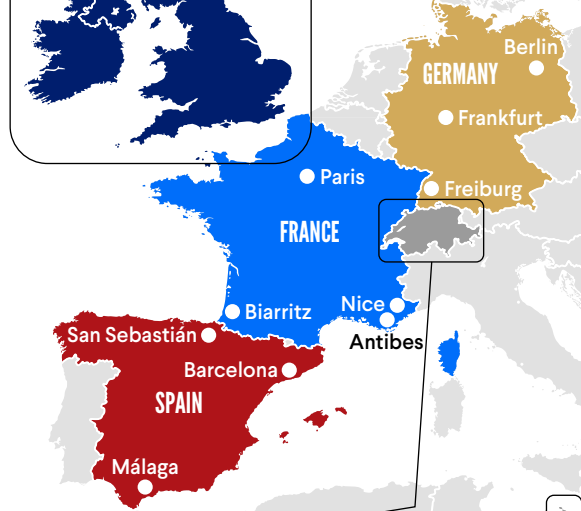 Berlin
GERMANY
Frankfurt
Paris
Freiburg
FRANCE
Biarritz
Nice
San Sebastián
Antibes
Barcelona
SPAIN
Málaga